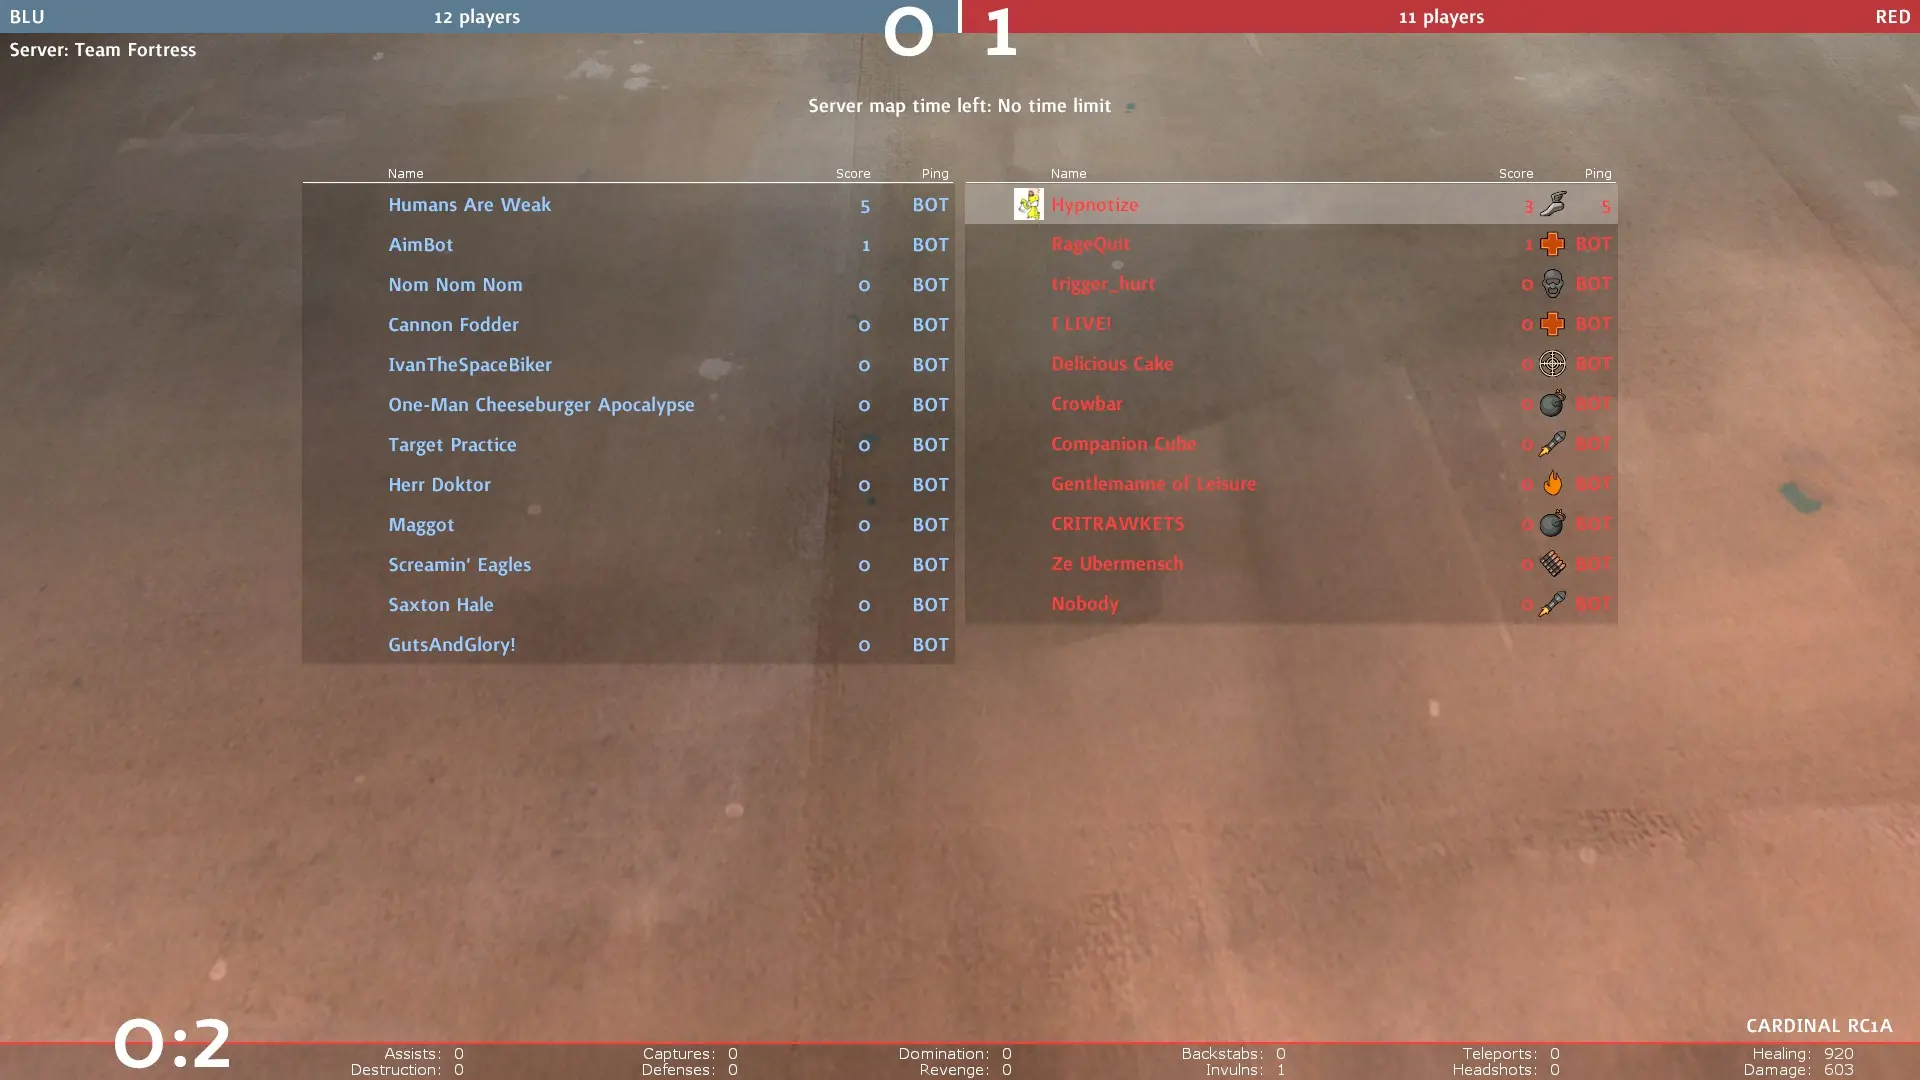 BLU 12 players 0 1 11 players RED
Server: Team Fortress
Server map time left: No time limit
Name Score Ping
Humans Are Weak 5 BOT
AimBot 1 BOT
Nom Nom Nom 0 BOT
Cannon Fodder 0 BOT
IvanTheSpaceBiker 0 BOT
One-Man Cheeseburger Apocalypse 0 BOT
Target Practice 0 BOT
Herr Doktor 0 BOT
Maggot 0 BOT
Screamin' Eagles 0 BOT
Saxton Hale 0 BOT
GutsAndGlory! 0 BOT
Name Score Ping
Hypnotize 3 5
RageQuit 1 BOT
trigger_hurt 0 BOT
I LIVE! 0 BOT
Delicious Cake 0 BOT
Crowbar 0 BOT
Companion Cube 0 BOT
Gentlemanne of Leisure 0 BOT
CRITRAWKETS 0 BOT
Ze Ubermensch 0 BOT
Nobody 0 BOT
CARDINAL RC1A
0:2
Assists: 0 Captures: 0 Domination: 0 Backstabs: 0 Teleports: 0 Healing: 920
Destruction: 0 Defenses: 0 Revenge: 0 Invulns: 1 Headshots: 0 Damage: 603